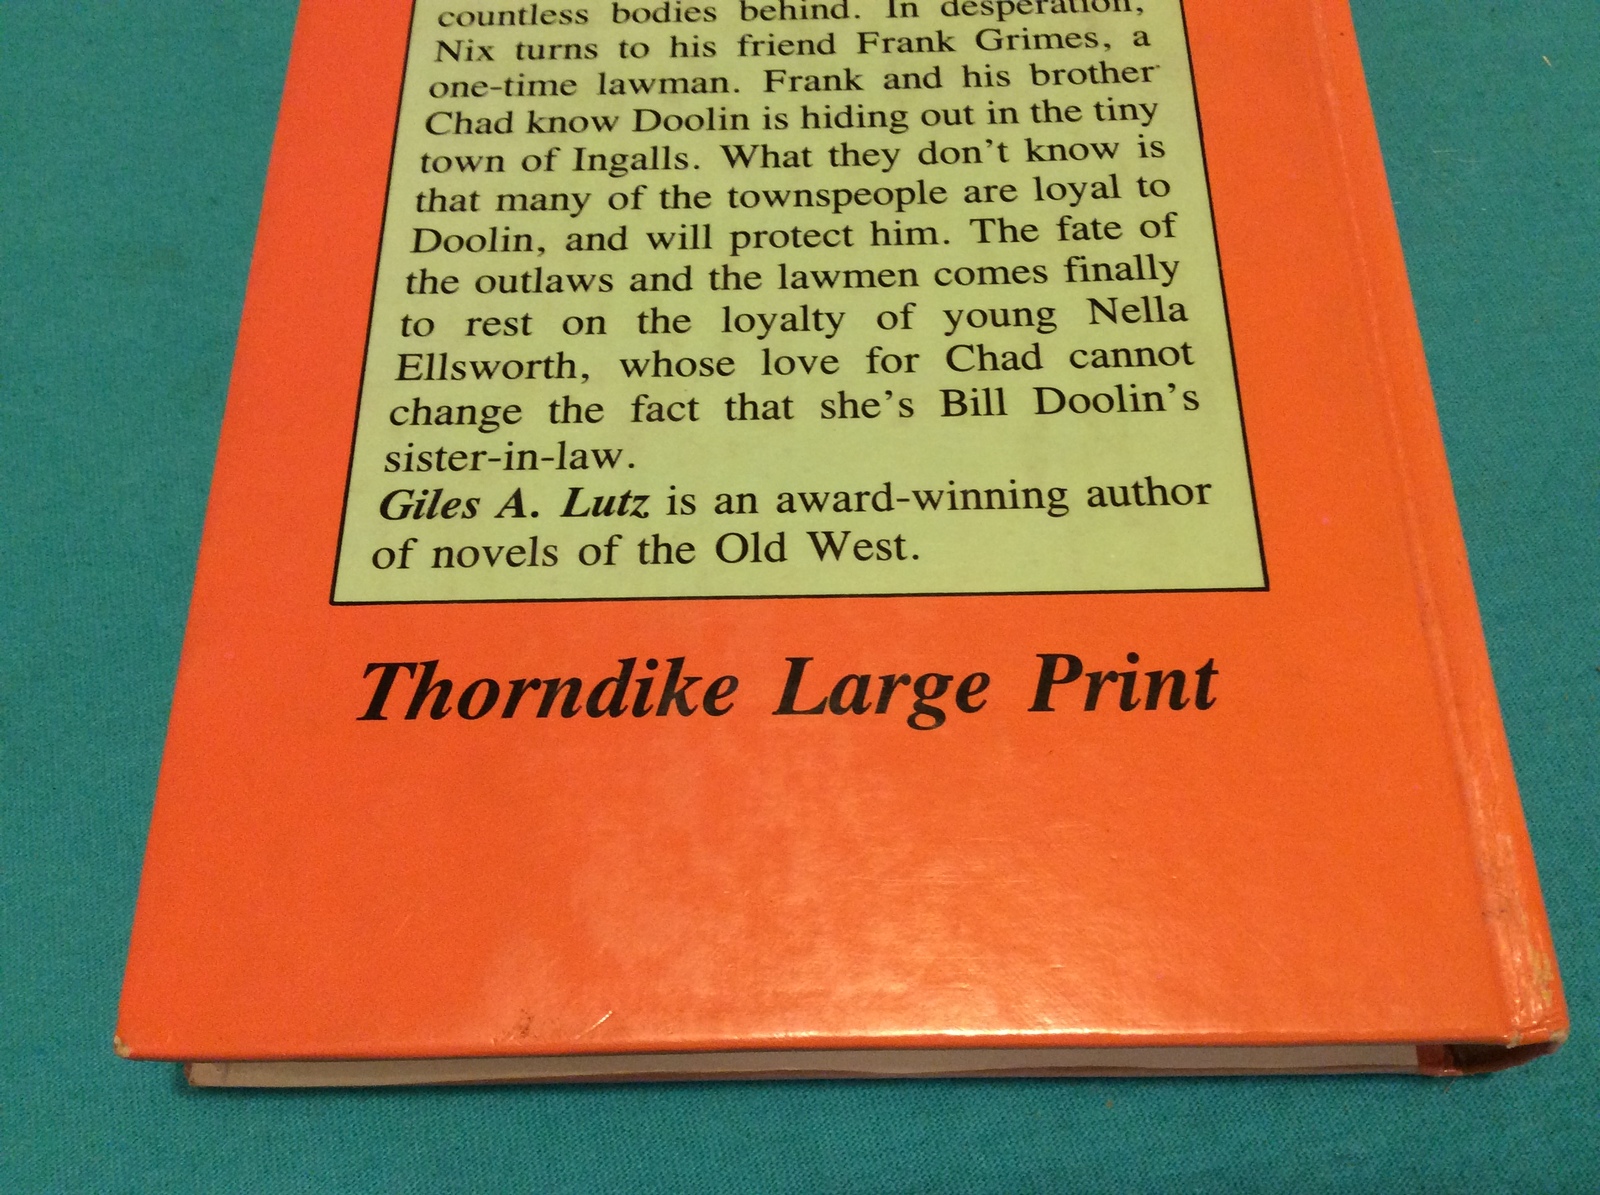 countless bodies behind. In desperation,
Nix turns to his friend Frank Grimes, a
one-time lawman. Frank and his brother
Chad know Doolin is hiding out in the tiny
town of Ingalls. What they don't know is
that many of the townspeople are loyal to
Doolin, and will protect him. The fate of
the outlaws and the lawmen comes finally
to rest on the loyalty of young Nella
Ellsworth, whose love for Chad cannot
change the fact that she's Bill Doolin's
sister-in-law.
Giles A. Lutz is an award-winning author
of novels of the Old West.
Thorndike Large Print